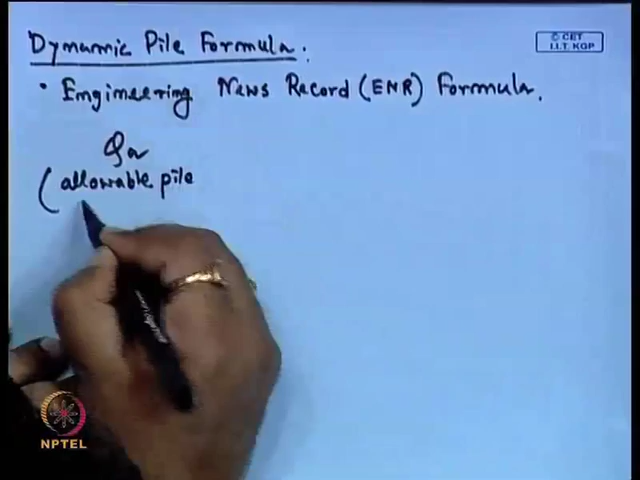 Dynamic Pile Formula.
© CET
I.I.T. KGP
• Engineering News Record (ENR) Formula.
Qa
(allowable pile
NPTEL